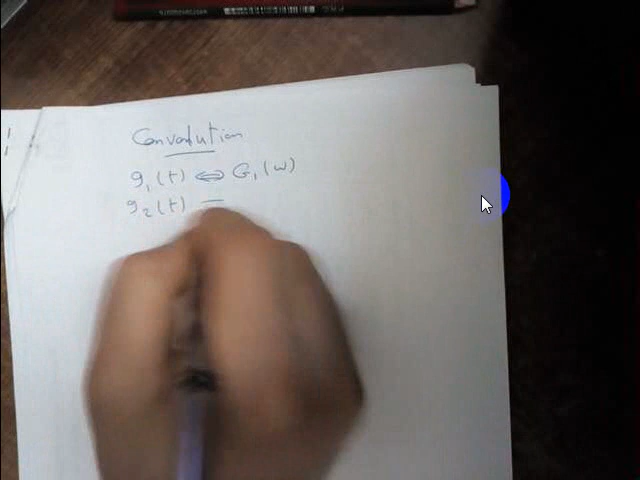 Convolution
g₁(t) ⇔ G₁(ω)
g₂(t) =